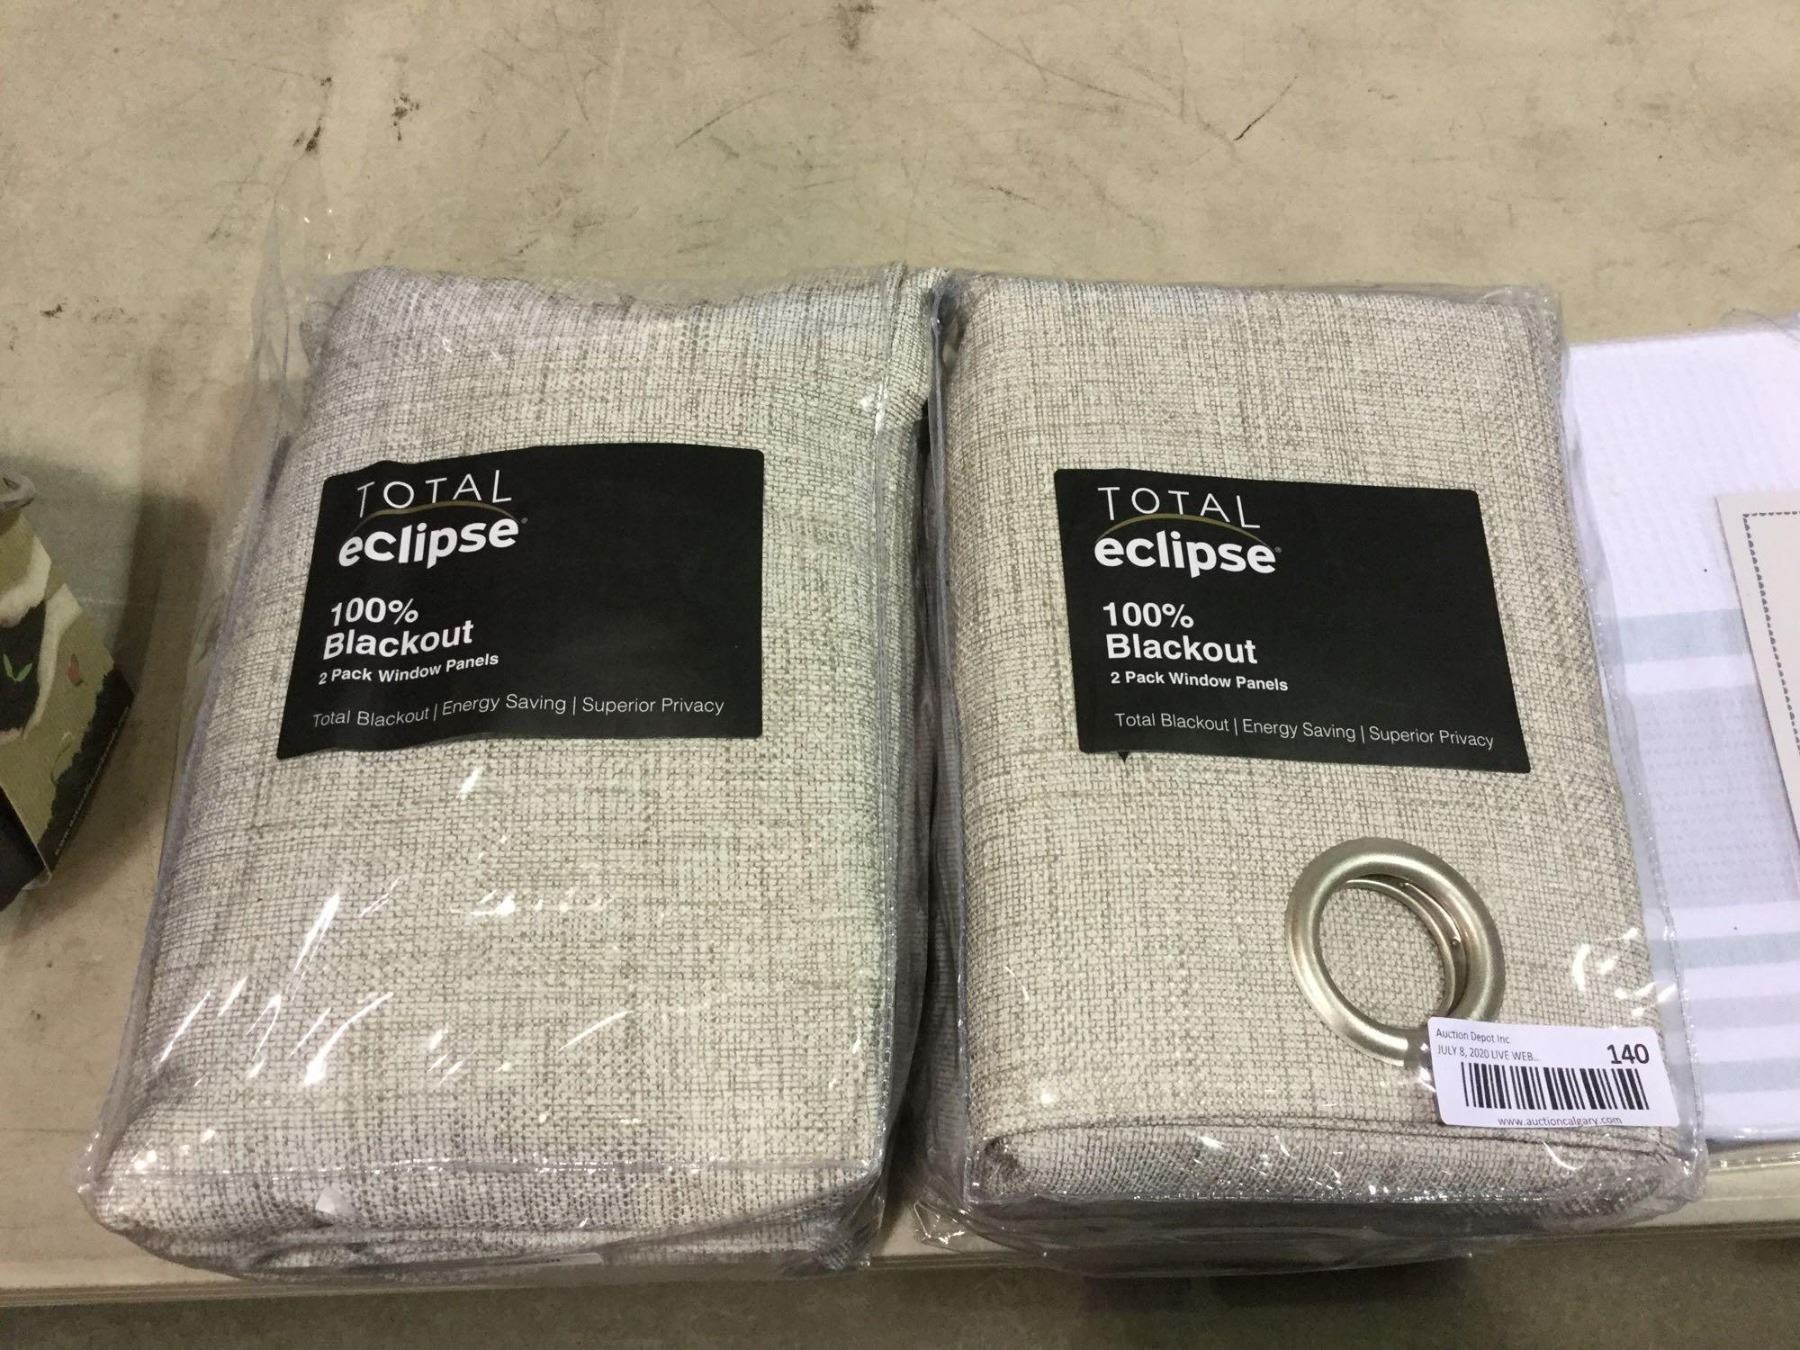 TOTAL
eclipse®
100%
Blackout
2 Pack Window Panels
Total Blackout | Energy Saving | Superior Privacy
TOTAL
eclipse®
100%
Blackout
2 Pack Window Panels
Total Blackout | Energy Saving | Superior Privacy
Auction Depot Inc
JULY 8, 2020 LIVE WEB... 140
www.auctioncalgary.com